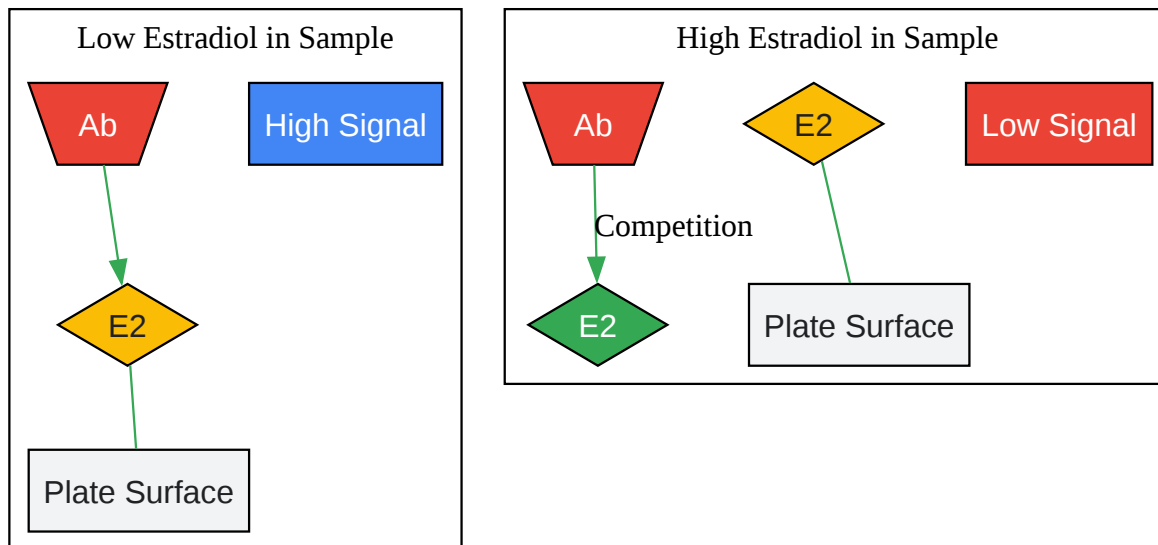 Low Estradiol in Sample
Ab
High Signal
E2
Plate Surface
High Estradiol in Sample
Ab
E2
Low Signal
Competition
E2
Plate Surface